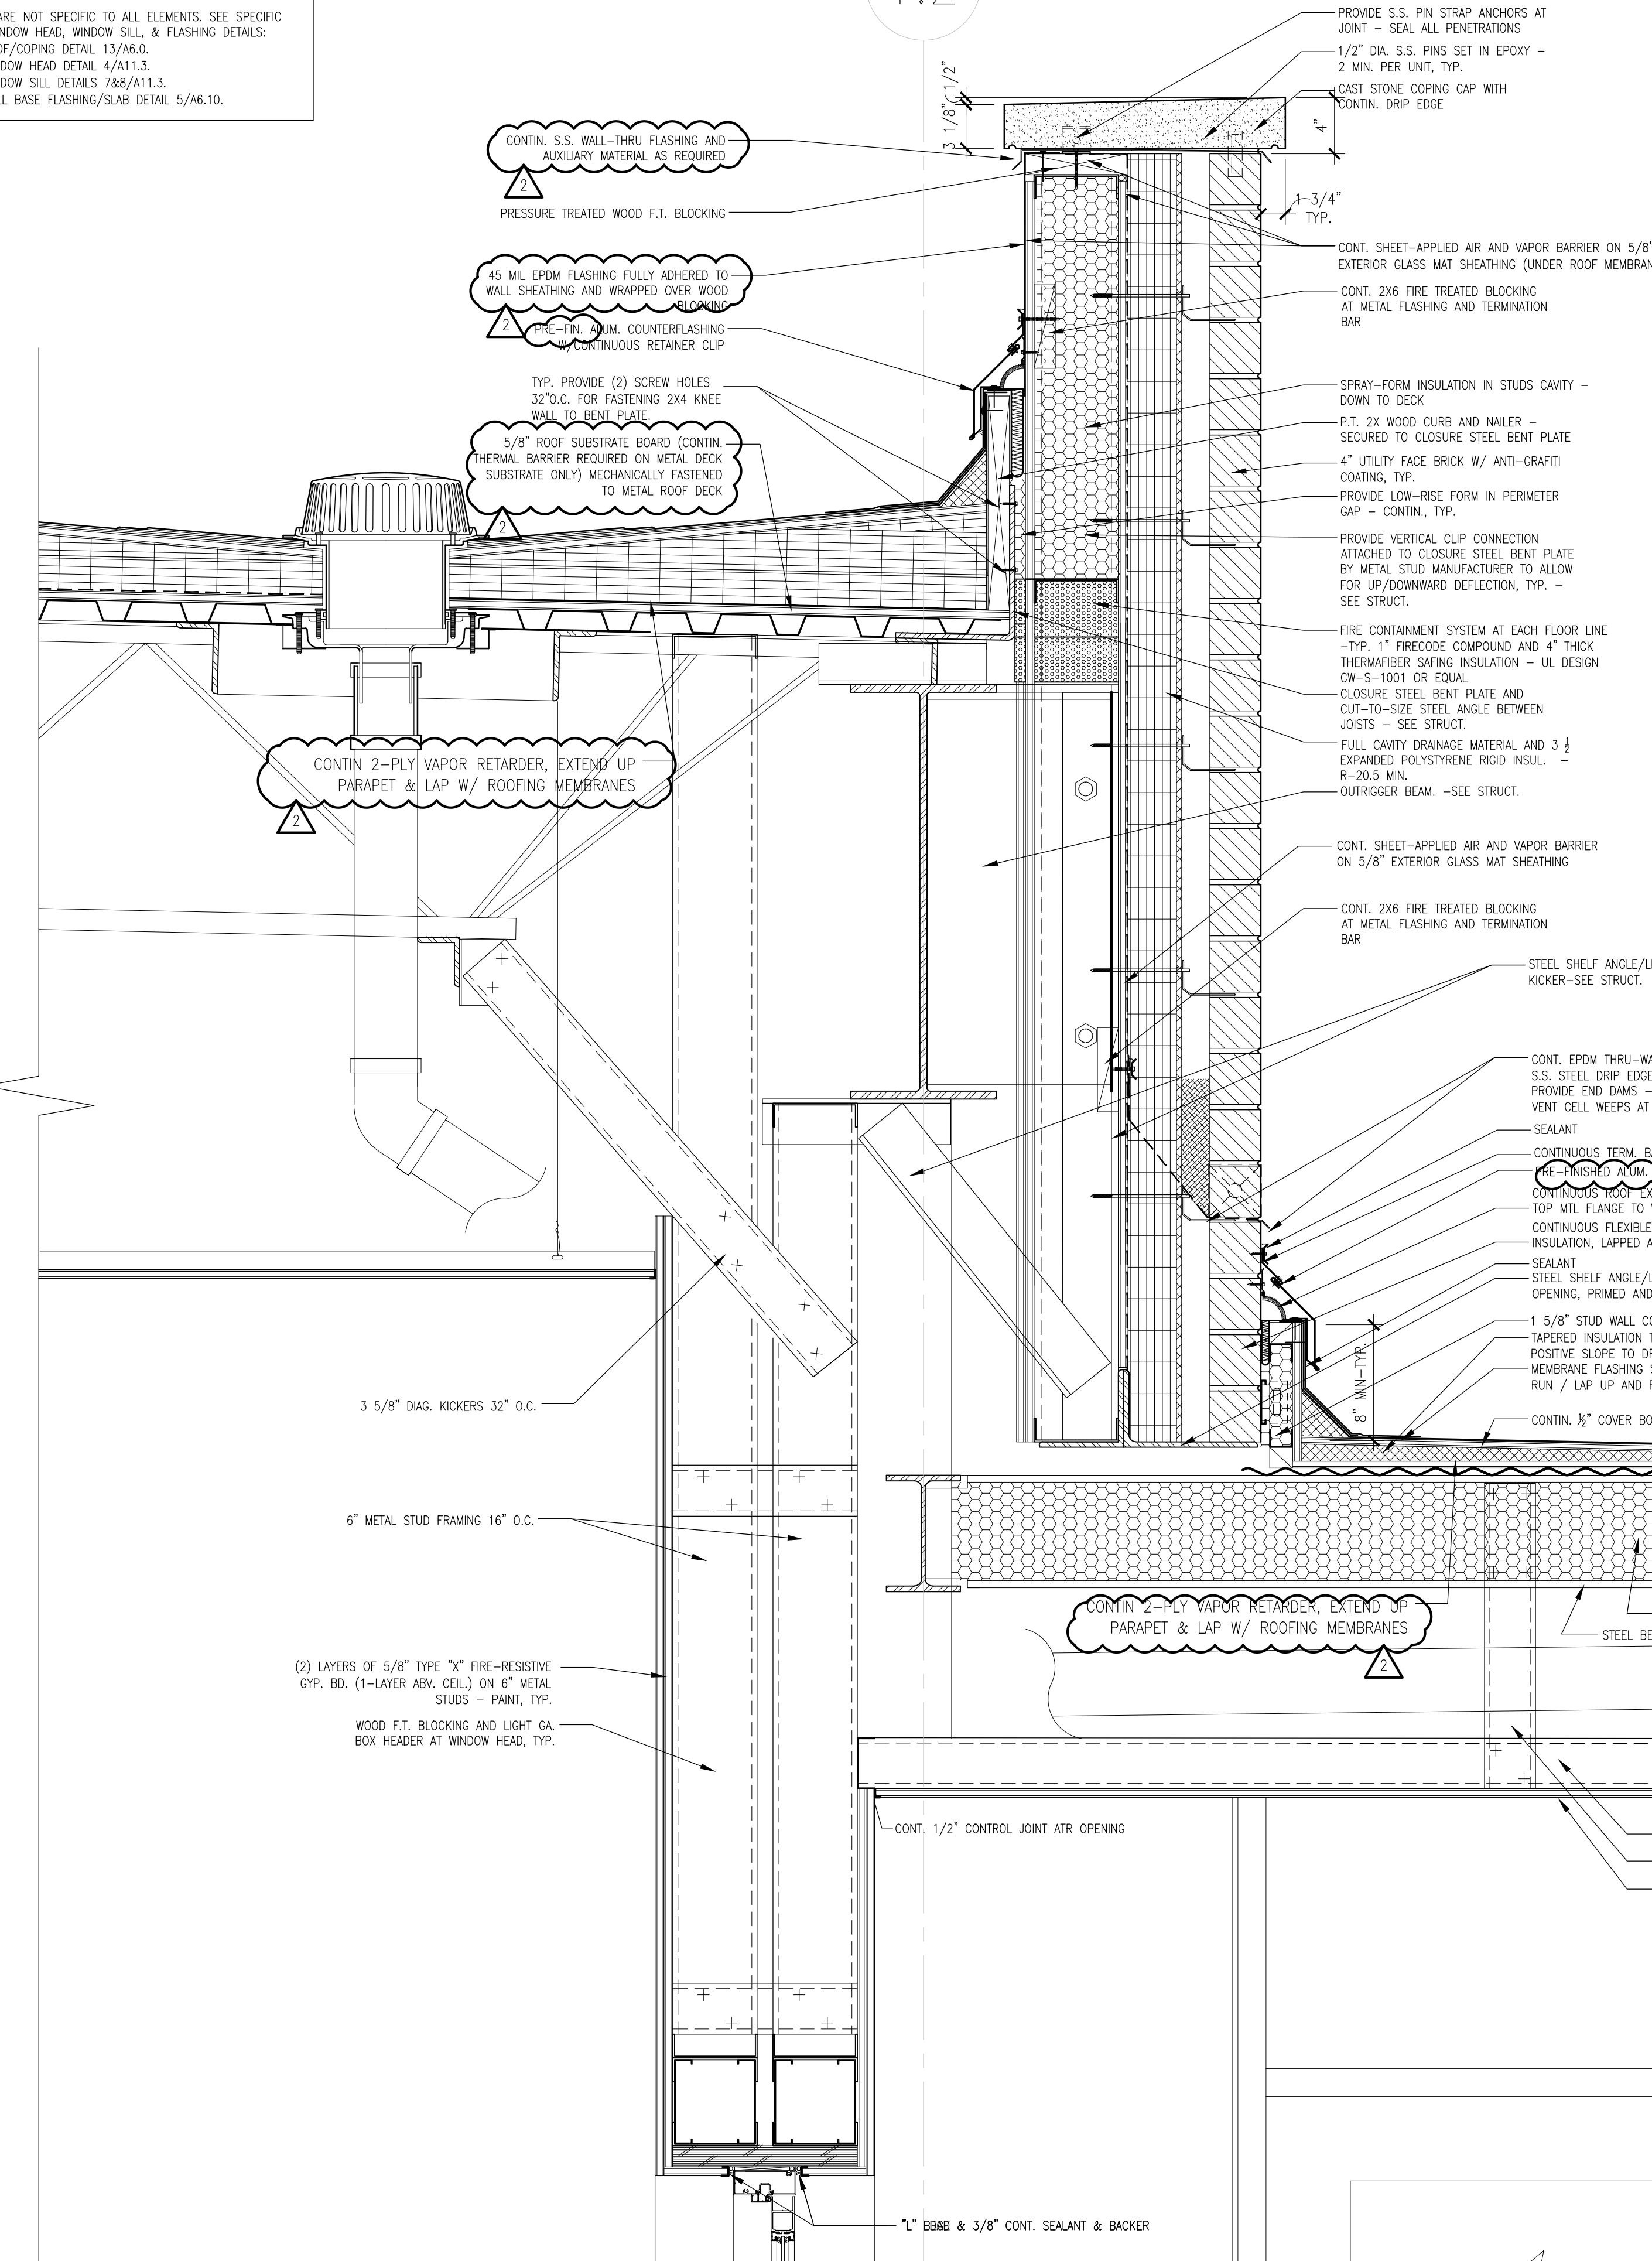 ARE NOT SPECIFIC TO ALL ELEMENTS. SEE SPECIFIC
WINDOW HEAD, WINDOW SILL, & FLASHING DETAILS:
OF/COPING DETAIL 13/A6.0.
DOW HEAD DETAIL 4/A11.3.
DOW SILL DETAILS 7&8/A11.3.
LL BASE FLASHING/SLAB DETAIL 5/A6.10.
PROVIDE S.S. PIN STRAP ANCHORS AT
JOINT – SEAL ALL PENETRATIONS
1/2" DIA. S.S. PINS SET IN EPOXY –
2 MIN. PER UNIT, TYP.
CAST STONE COPING CAP WITH
CONTIN. DRIP EDGE
3 1/8"
1/2"
4"
1-3/4"
TYP.
CONTIN. S.S. WALL-THRU FLASHING AND
AUXILIARY MATERIAL AS REQUIRED
2
PRESSURE TREATED WOOD F.T. BLOCKING
45 MIL EPDM FLASHING FULLY ADHERED TO
WALL SHEATHING AND WRAPPED OVER WOOD
BLOCKING
2
PRE-FIN. ALUM. COUNTERFLASHING
W/CONTINUOUS RETAINER CLIP
TYP. PROVIDE (2) SCREW HOLES
32"O.C. FOR FASTENING 2X4 KNEE
WALL TO BENT PLATE.
5/8" ROOF SUBSTRATE BOARD (CONTIN.
THERMAL BARRIER REQUIRED ON METAL DECK
SUBSTRATE ONLY) MECHANICALLY FASTENED
TO METAL ROOF DECK
2
CONTIN 2-PLY VAPOR RETARDER, EXTEND UP
PARAPET & LAP W/ ROOFING MEMBRANES
2
CONT. SHEET-APPLIED AIR AND VAPOR BARRIER ON 5/8"
EXTERIOR GLASS MAT SHEATHING (UNDER ROOF MEMBRAN
CONT. 2X6 FIRE TREATED BLOCKING
AT METAL FLASHING AND TERMINATION
BAR
SPRAY-FORM INSULATION IN STUDS CAVITY –
DOWN TO DECK
P.T. 2X WOOD CURB AND NAILER –
SECURED TO CLOSURE STEEL BENT PLATE
4" UTILITY FACE BRICK W/ ANTI-GRAFITI
COATING, TYP.
PROVIDE LOW-RISE FORM IN PERIMETER
GAP – CONTIN., TYP.
PROVIDE VERTICAL CLIP CONNECTION
ATTACHED TO CLOSURE STEEL BENT PLATE
BY METAL STUD MANUFACTURER TO ALLOW
FOR UP/DOWNWARD DEFLECTION, TYP. –
SEE STRUCT.
FIRE CONTAINMENT SYSTEM AT EACH FLOOR LINE
–TYP. 1" FIRECODE COMPOUND AND 4" THICK
THERMAFIBER SAFING INSULATION – UL DESIGN
CW-S-1001 OR EQUAL
CLOSURE STEEL BENT PLATE AND
CUT-TO-SIZE STEEL ANGLE BETWEEN
JOISTS – SEE STRUCT.
FULL CAVITY DRAINAGE MATERIAL AND 3 1/2
EXPANDED POLYSTYRENE RIGID INSUL. –
R-20.5 MIN.
OUTRIGGER BEAM. –SEE STRUCT.
CONT. SHEET-APPLIED AIR AND VAPOR BARRIER
ON 5/8" EXTERIOR GLASS MAT SHEATHING
CONT. 2X6 FIRE TREATED BLOCKING
AT METAL FLASHING AND TERMINATION
BAR
STEEL SHELF ANGLE/L
KICKER-SEE STRUCT.
CONT. EPDM THRU-WA
S.S. STEEL DRIP EDGE
PROVIDE END DAMS –
VENT CELL WEEPS AT
SEALANT
CONTINUOUS TERM. B
PRE-FINISHED ALUM.
CONTINUOUS ROOF EX
TOP MTL FLANGE TO
CONTINUOUS FLEXIBLE
INSULATION, LAPPED A
SEALANT
STEEL SHELF ANGLE/L
OPENING, PRIMED AND
1 5/8" STUD WALL CO
TAPERED INSULATION T
POSITIVE SLOPE TO DR
MEMBRANE FLASHING S
RUN / LAP UP AND F
8" MIN-TYP.
CONTIN. ½" COVER BO
3 5/8" DIAG. KICKERS 32" O.C.
6" METAL STUD FRAMING 16" O.C.
CONTIN 2-PLY VAPOR RETARDER, EXTEND UP
PARAPET & LAP W/ ROOFING MEMBRANES
2
STEEL BE
(2) LAYERS OF 5/8" TYPE "X" FIRE-RESISTIVE
GYP. BD. (1-LAYER ABV. CEIL.) ON 6" METAL
STUDS – PAINT, TYP.
WOOD F.T. BLOCKING AND LIGHT GA.
BOX HEADER AT WINDOW HEAD, TYP.
CONT. 1/2" CONTROL JOINT ATR OPENING
"L" & 3/8" CONT. SEALANT & BACKER